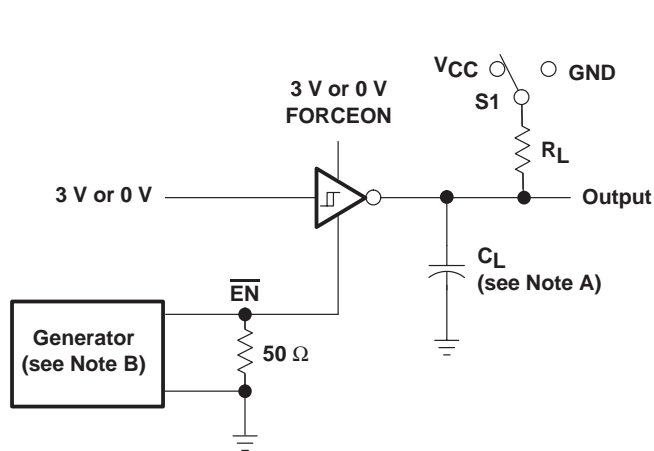 VCC
GND
S1
3 V or 0 V
FORCEON
RL
3 V or 0 V
Output
CL
(see Note A)
EN
Generator
(see Note B)
50 Ω